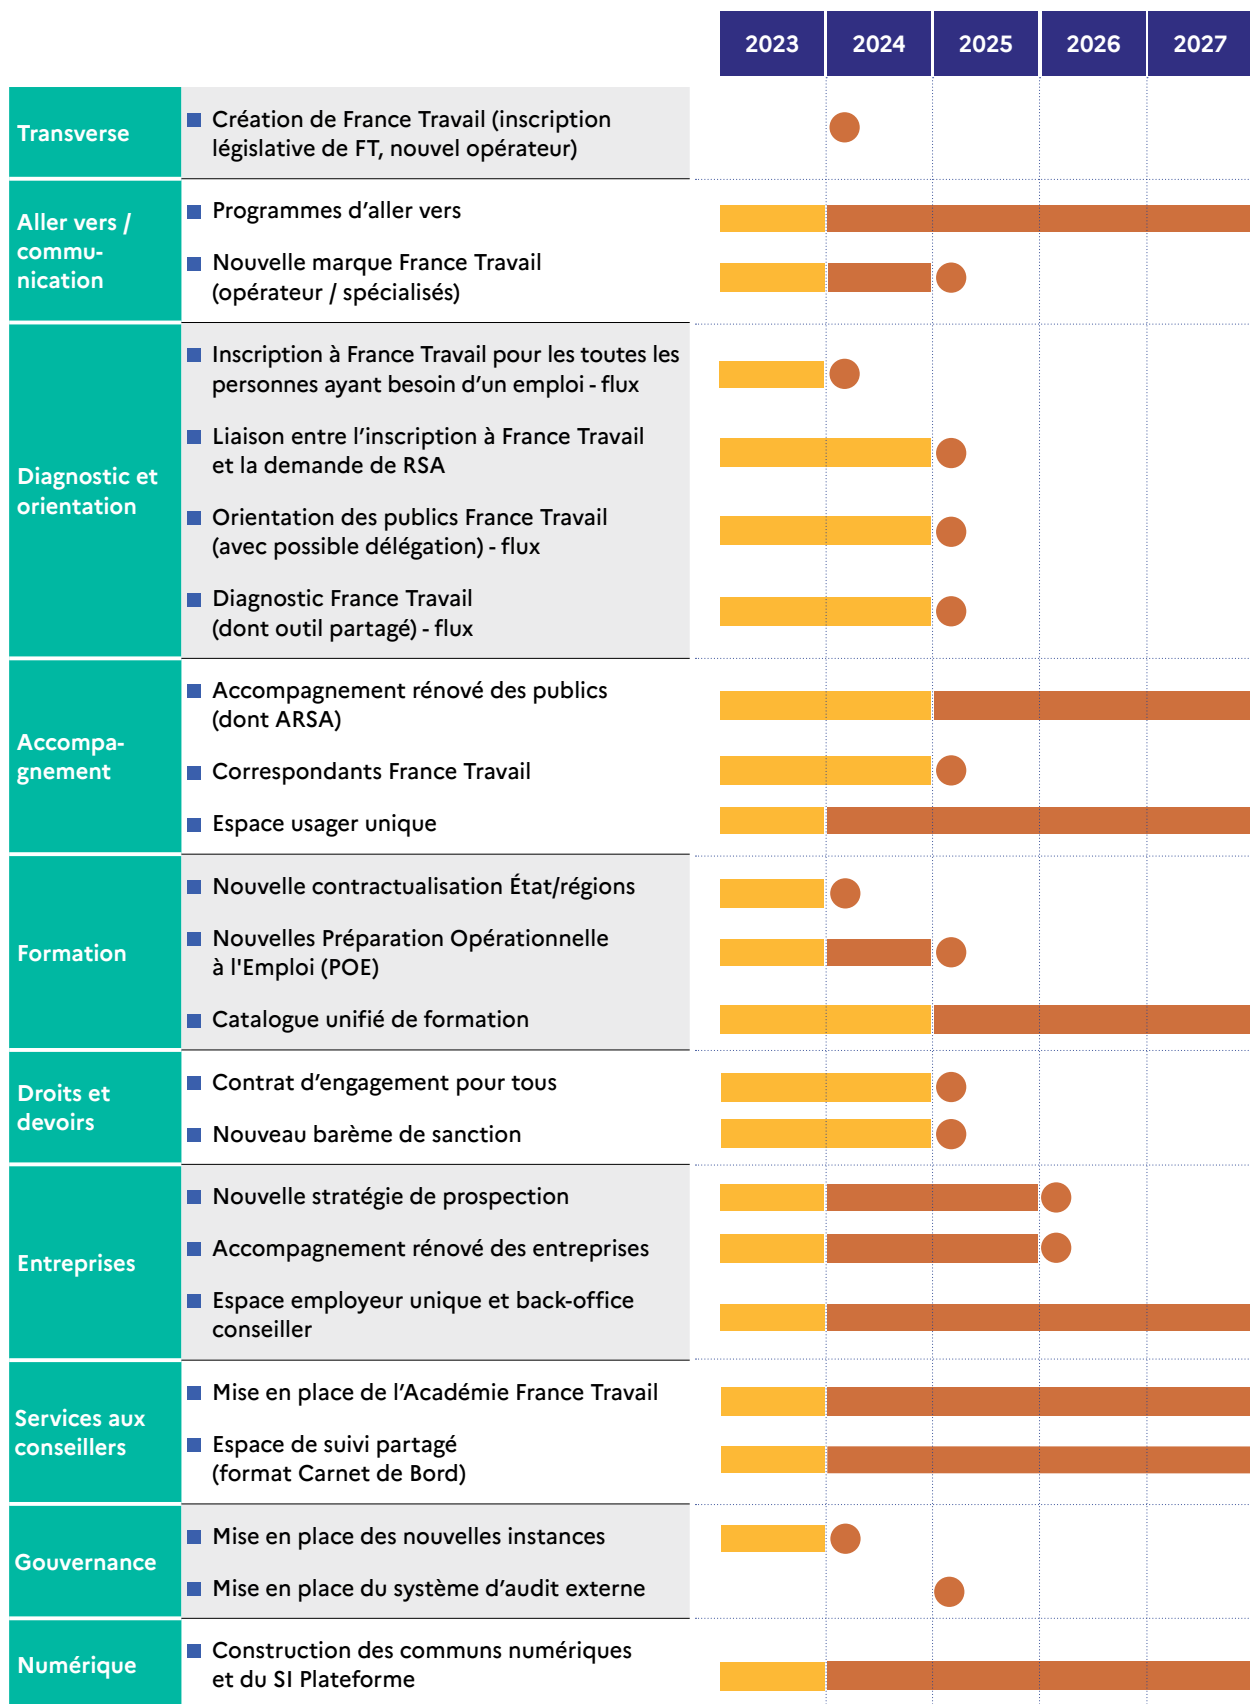 2023 2024 2025 2026 2027
Transverse
Création de France Travail (inscription
législative de FT, nouvel opérateur)
Aller vers /
commu-
nication
Programmes d’aller vers
Nouvelle marque France Travail
(opérateur / spécialisés)
Diagnostic et
orientation
Inscription à France Travail pour les toutes les
personnes ayant besoin d’un emploi - flux
Liaison entre l’inscription à France Travail
et la demande de RSA
Orientation des publics France Travail
(avec possible délégation) - flux
Diagnostic France Travail
(dont outil partagé) - flux
Accompa-
gnement
Accompagnement rénové des publics
(dont ARSA)
Correspondants France Travail
Espace usager unique
Formation
Nouvelle contractualisation État/régions
Nouvelles Préparation Opérationnelle
à l'Emploi (POE)
Catalogue unifié de formation
Droits et
devoirs
Contrat d’engagement pour tous
Nouveau barème de sanction
Entreprises
Nouvelle stratégie de prospection
Accompagnement rénové des entreprises
Espace employeur unique et back-office
conseiller
Services aux
conseillers
Mise en place de l’Académie France Travail
Espace de suivi partagé
(format Carnet de Bord)
Gouvernance
Mise en place des nouvelles instances
Mise en place du système d’audit externe
Numérique
Construction des communs numériques
et du SI Plateforme